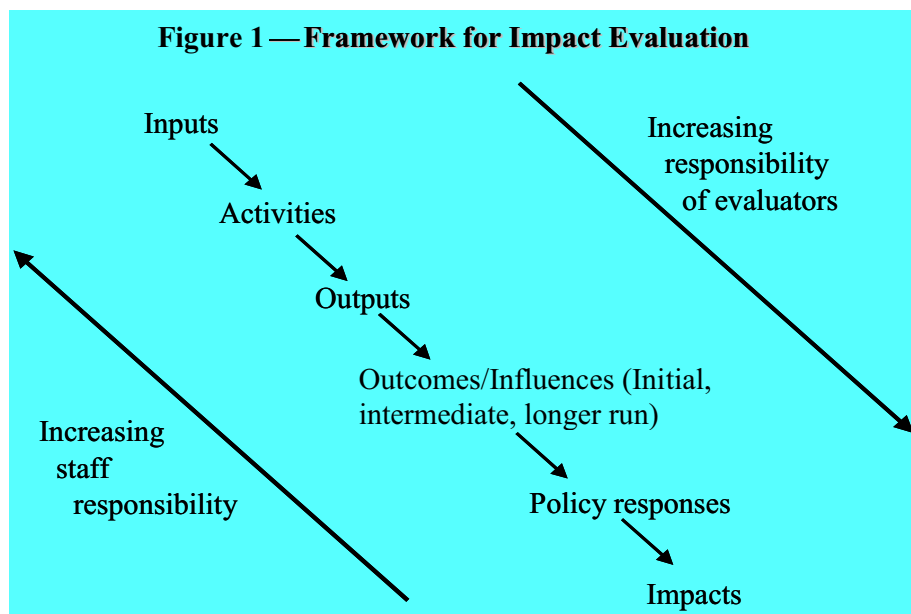 Figure 1 — Framework for Impact Evaluation
Inputs
Increasing
responsibility
of evaluators
Activities
Outputs
Outcomes/Influences (Initial,
intermediate, longer run)
Increasing
staff
responsibility
Policy responses
Impacts